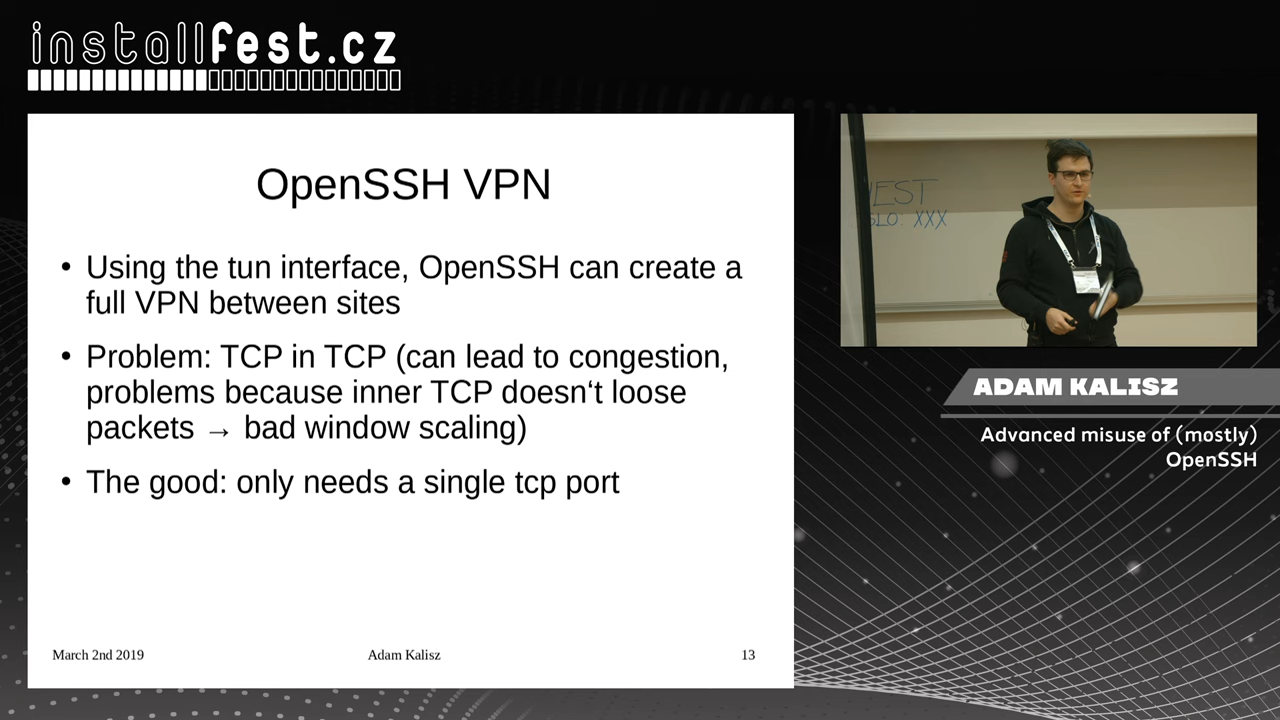 installfest.cz
OpenSSH VPN
• Using the tun interface, OpenSSH can create a
full VPN between sites
• Problem: TCP in TCP (can lead to congestion,
problems because inner TCP doesn‘t loose
packets → bad window scaling)
• The good: only needs a single tcp port
March 2nd 2019
Adam Kalisz
13
SLO: XXX
ADAM KALISZ
Advanced misuse of (mostly)
OpenSSH